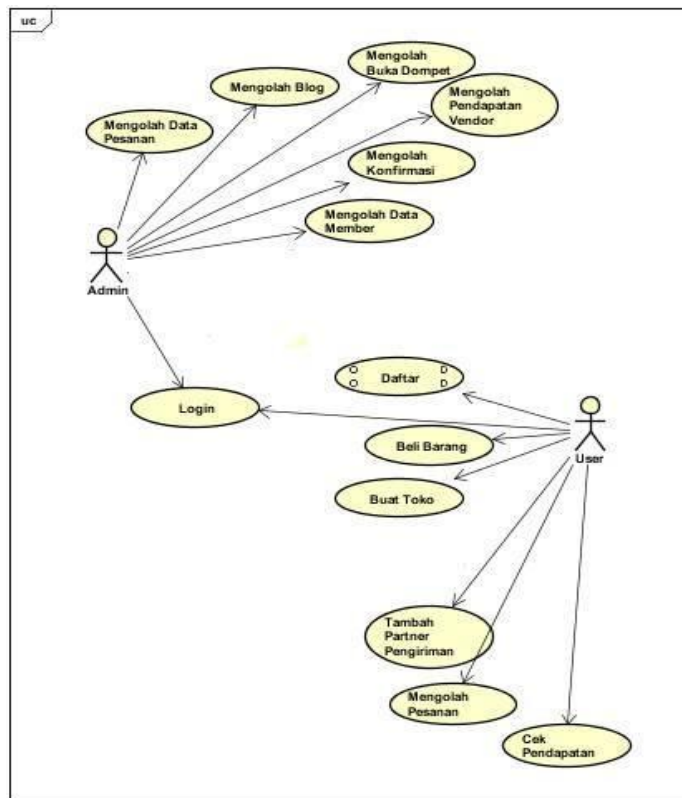 uc
Mengolah
Buka Dompet
Mengolah Blog
Mengolah
Pendapatan
Vendor
Mengolah Data
Pesanan
Mengolah
Konfirmasi
Mengolah Data
Member
Admin
Daftar
Login
Beli Barang
User
Buat Toko
Tambah
Partner
Pengiriman
Mengolah
Pesanan
Cek
Pendapatan